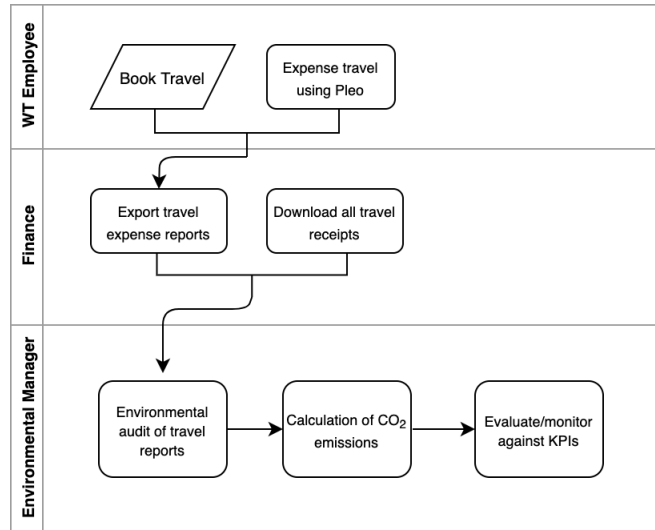 WT Employee
Book Travel
Expense travel
using Pleo
Finance
Export travel
expense reports
Download all travel
receipts
Environmental Manager
Environmental
audit of travel
reports
Calculation of CO₂
emissions
Evaluate/monitor
against KPIs